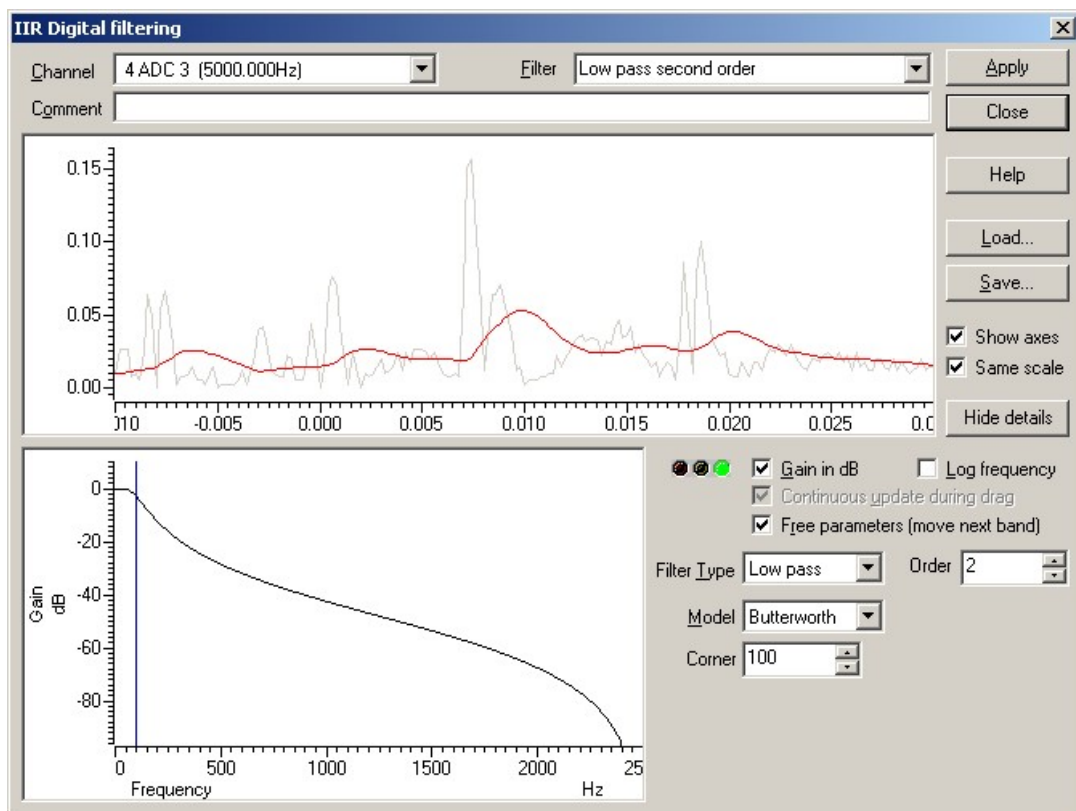 IIR Digital filtering
Channel 4 ADC 3 (5000.000Hz) Filter Low pass second order Apply
Comment Close
Help
Load...
Save...
Show axes
Same scale
Hide details
0.15
0.10
0.05
0.00
010 -0.005 0.000 0.005 0.010 0.015 0.020 0.025 0.0
Gain in dB Log frequency
Continuous update during drag
Free parameters (move next band)
Filter Type Low pass Order 2
Model Butterworth
Corner 100
0
-20
-40
-60
-80
Gain
dB
0 500 1000 1500 2000 25
Frequency Hz